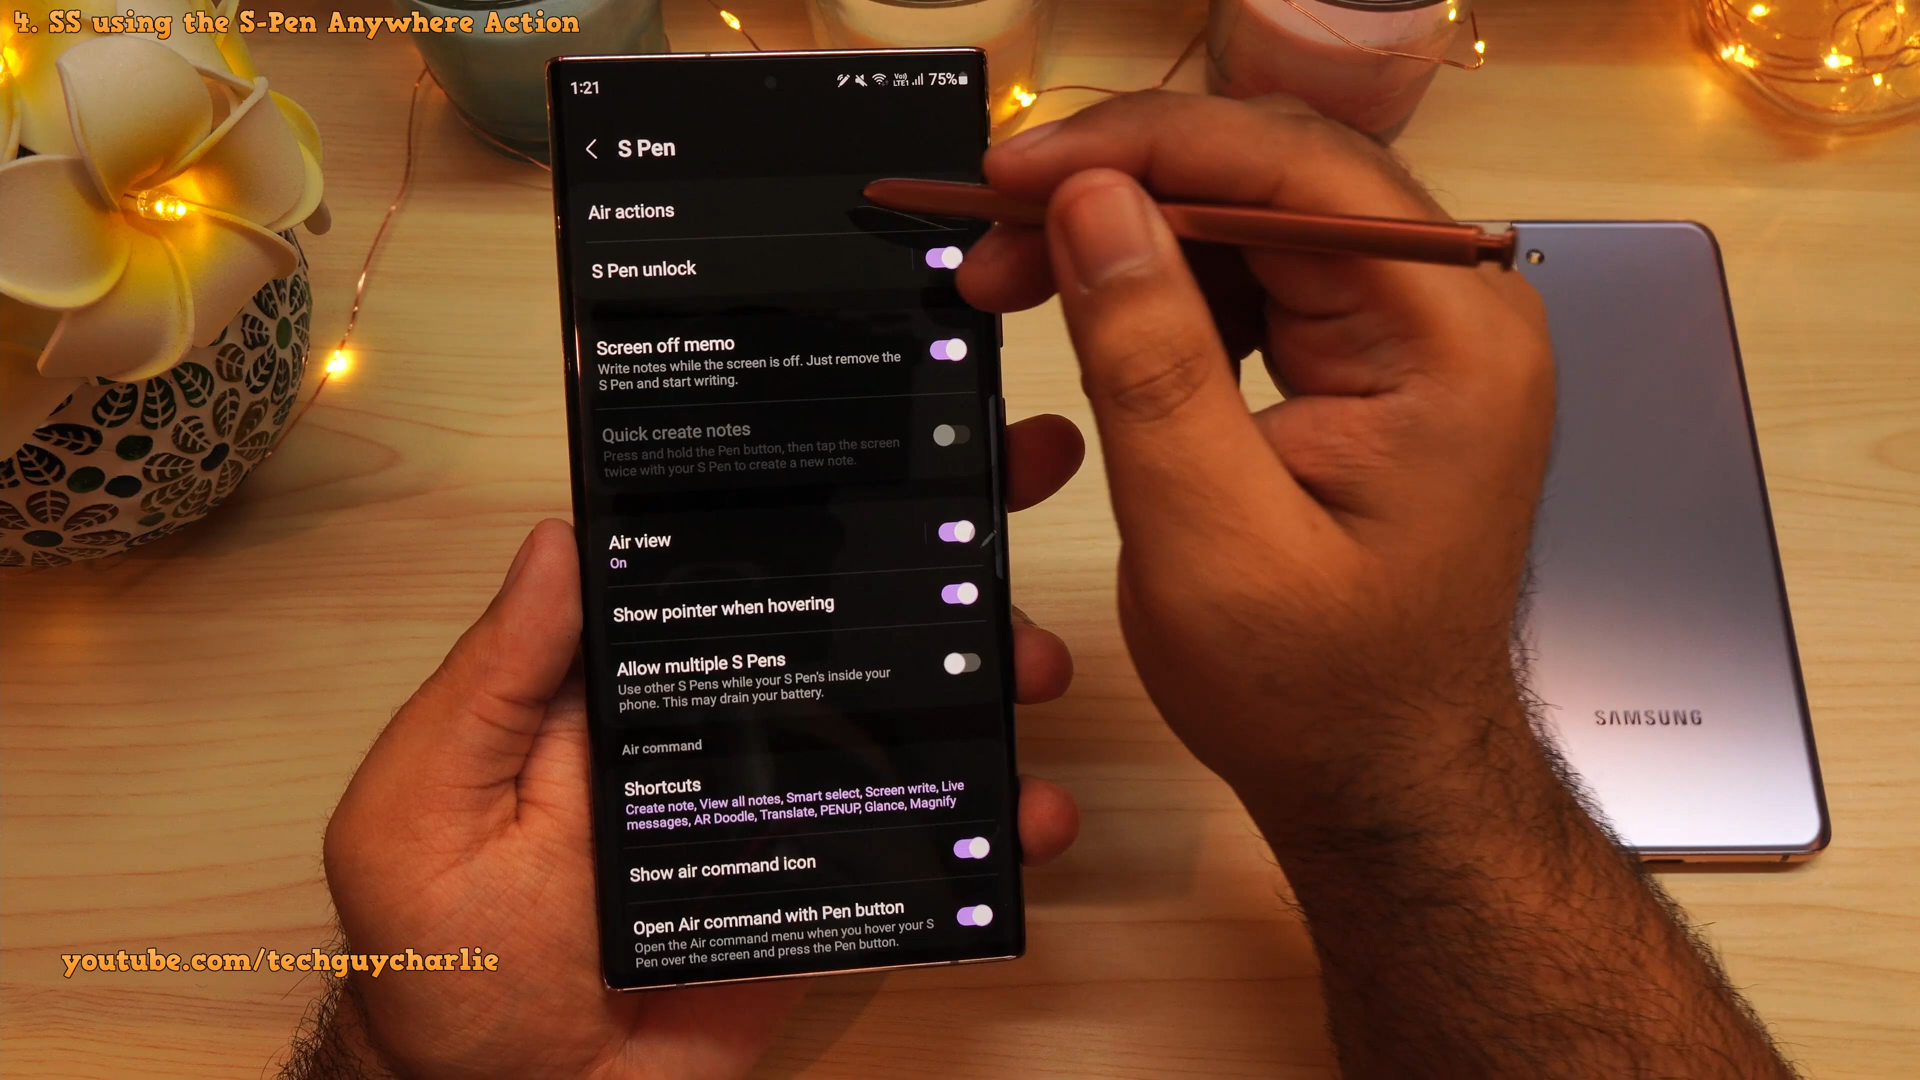 4. SS using the S-Pen Anywhere Action
1:21
Vo)) LTE1 75%
S Pen
Air actions
S Pen unlock
Screen off memo
Write notes while the screen is off. Just remove the
S Pen and start writing.
Quick create notes
Press and hold the Pen button, then tap the screen
twice with your S Pen to create a new note.
Air view
On
Show pointer when hovering
Allow multiple S Pens
Use other S Pens while your S Pen's inside your
phone. This may drain your battery.
Air command
Shortcuts
Create note, View all notes, Smart select, Screen write, Live
messages, AR Doodle, Translate, PENUP, Glance, Magnify
Show air command icon
Open Air command with Pen button
Open the Air command menu when you hover your S
Pen over the screen and press the Pen button.
SAMSUNG
youtube.com/techguycharlie